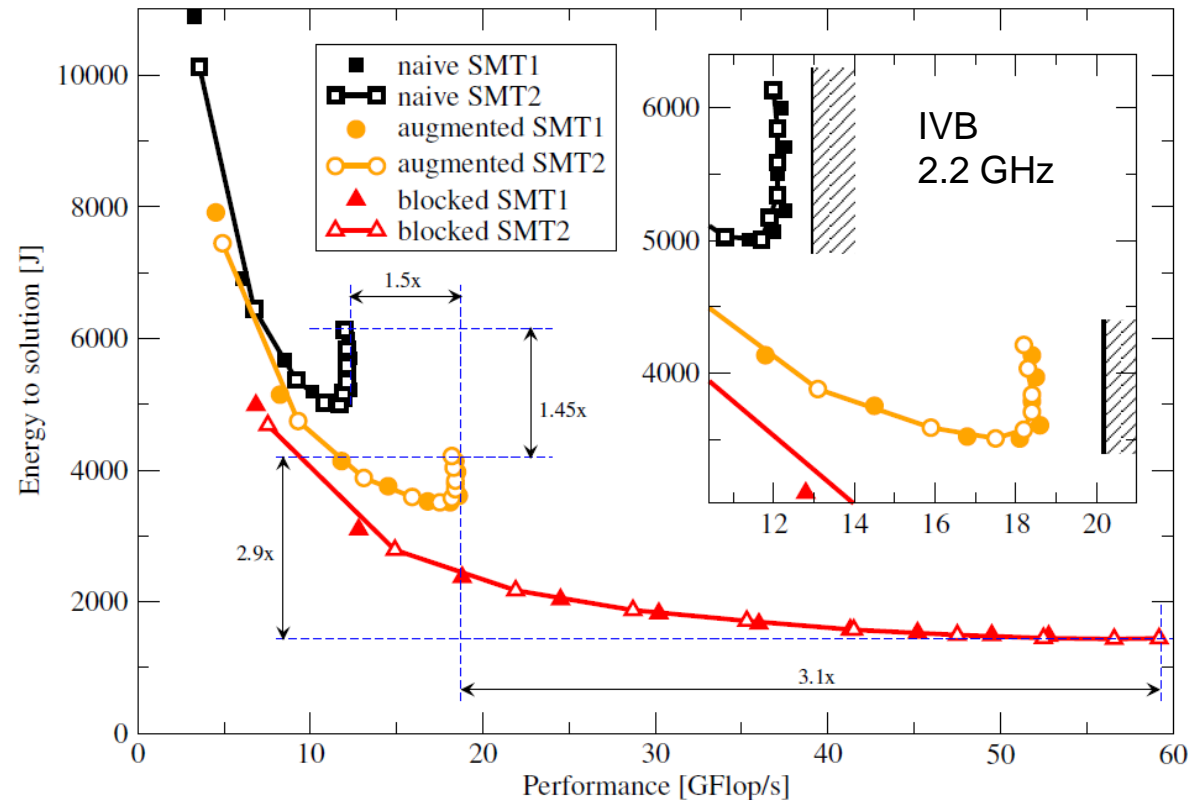 10000
8000
6000
4000
2000
0
Energy to solution [J]
0
10
20
30
40
50
60
Performance [GFlop/s]
naive SMT1
naive SMT2
augmented SMT1
augmented SMT2
blocked SMT1
blocked SMT2
1.5x
1.45x
2.9x
3.1x
6000
5000
4000
12
14
16
18
20
IVB
2.2 GHz